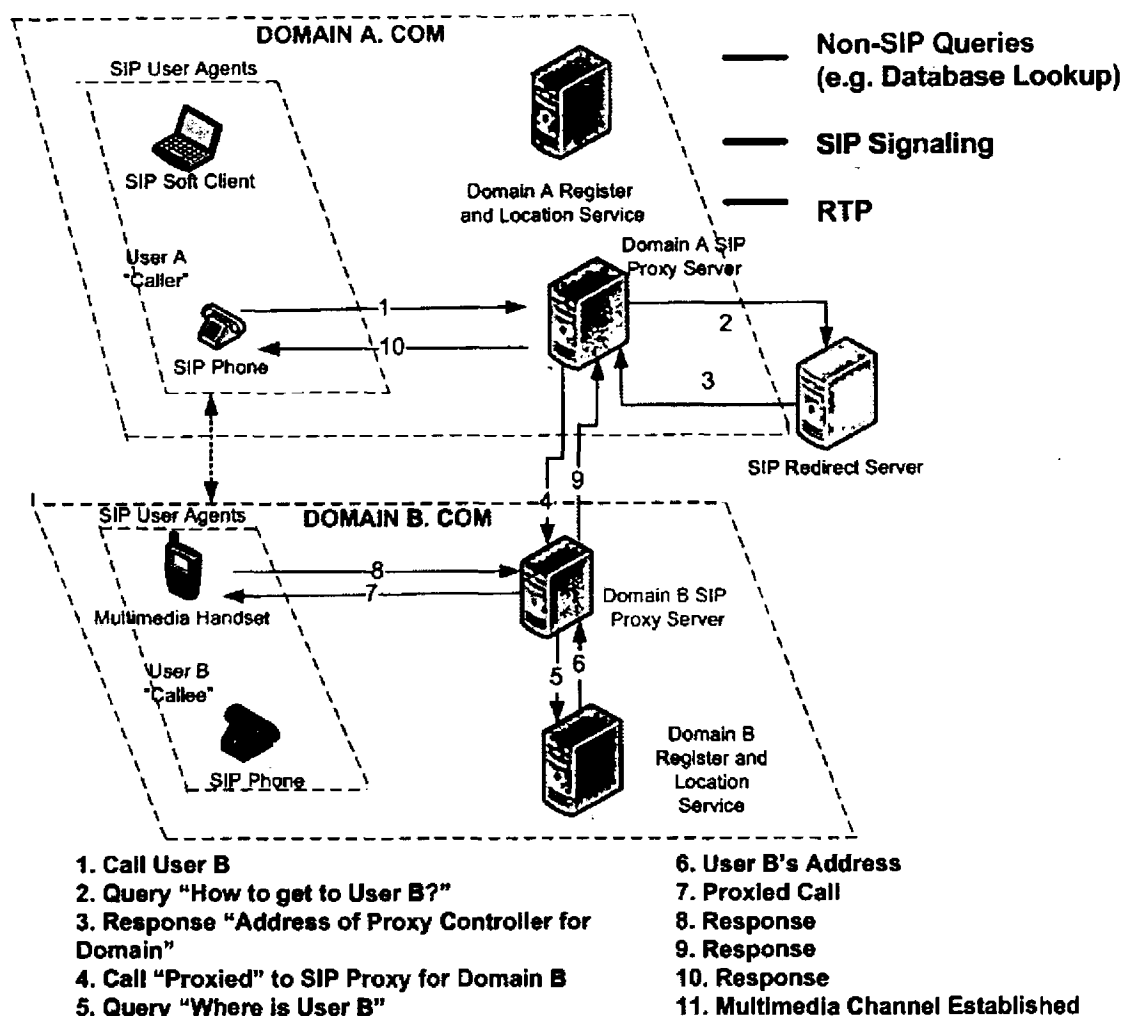 DOMAIN A. COM
SIP User Agents
SIP Soft Client
User A
"Caller"
SIP Phone
Domain A Register
and Location Service
Domain A SIP
Proxy Server
Non-SIP Queries
(e.g. Database Lookup)
SIP Signaling
RTP
1
10
2
3
SIP Redirect Server
4
9
SIP User Agents
DOMAIN B. COM
Multimedia Handset
8
7
Domain B SIP
Proxy Server
User B
"Callee"
SIP Phone
5
6
Domain B
Register and
Location
Service
1. Call User B
2. Query "How to get to User B?"
3. Response "Address of Proxy Controller for
Domain"
4. Call "Proxied" to SIP Proxy for Domain B
5. Query "Where is User B"
6. User B's Address
7. Proxied Call
8. Response
9. Response
10. Response
11. Multimedia Channel Established